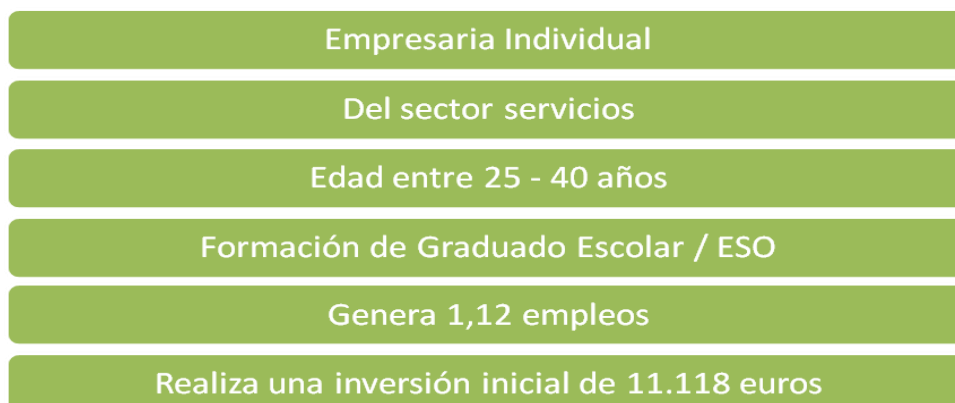 Empresaria Individual
Del sector servicios
Edad entre 25 - 40 años
Formación de Graduado Escolar / ESO
Genera 1,12 empleos
Realiza una inversión inicial de 11.118 euros